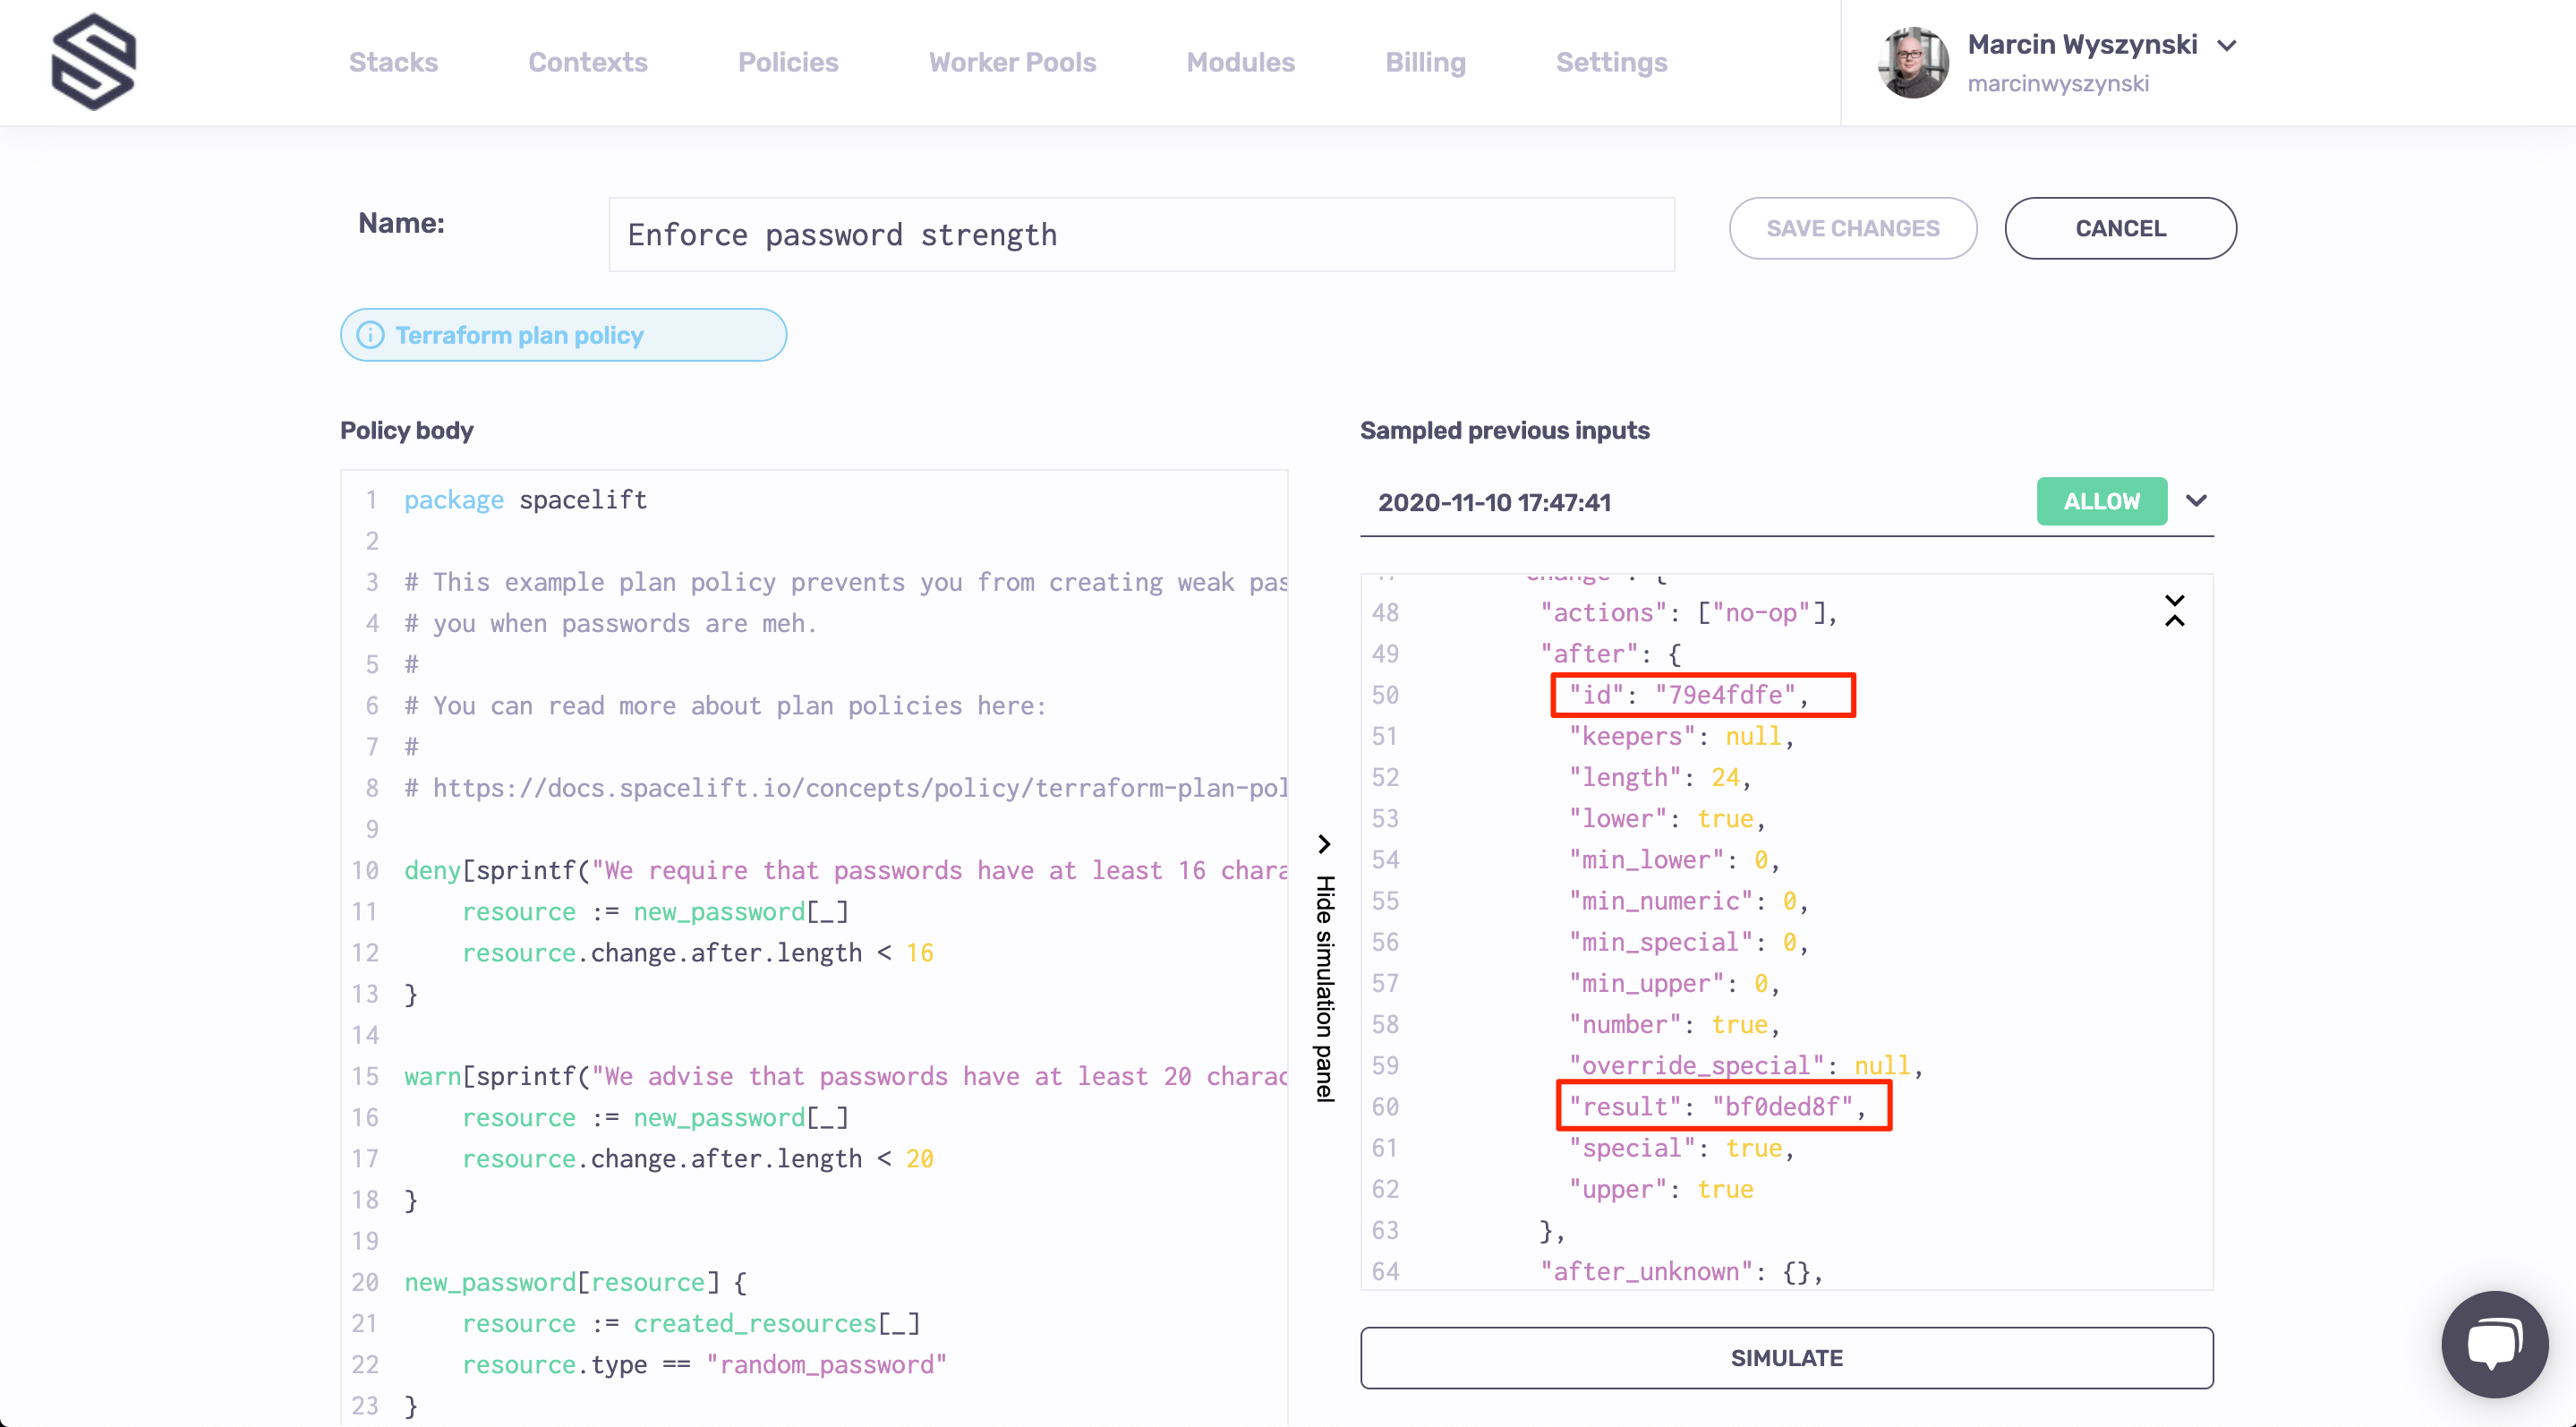 Stacks
Contexts
Policies
Worker Pools
Modules
Billing
Settings
Marcin Wyszynski
marcinwyszynski
Name:
Enforce password strength
SAVE CHANGES
CANCEL
Terraform plan policy
Policy body
1 package spacelift
2
3 # This example plan policy prevents you from creating weak
4 # you when passwords are meh.
5 #
6 # You can read more about plan policies here:
7 #
8 # https://docs.spacelift.io/concepts/policy/terraform-plan-pol
9
10 deny[sprintf("We require that passwords have at least 16
11 resource := new_password[_]
12 resource.change.after.length < 16
13 }
14
15 warn[sprintf("We advise that passwords have at least 20
16 resource := new_password[_]
17 resource.change.after.length < 20
18 }
19
20 new_password[resource] {
21 resource := created_resources[_]
22 resource.type == "random_password"
23 }
Hide simulation panel
Sampled previous inputs
2020-11-10 17:47:41
ALLOW
48 "actions": ["no-op"],
49 "after": {
50 "id": "79e4fdfe",
51 "keepers": null,
52 "length": 24,
53 "lower": true,
54 "min_lower": 0,
55 "min_numeric": 0,
56 "min_special": 0,
57 "min_upper": 0,
58 "number": true,
59 "override_special": null,
60 "result": "bf0ded8f",
61 "special": true,
62 "upper": true
63 },
64 "after_unknown": {},
SIMULATE